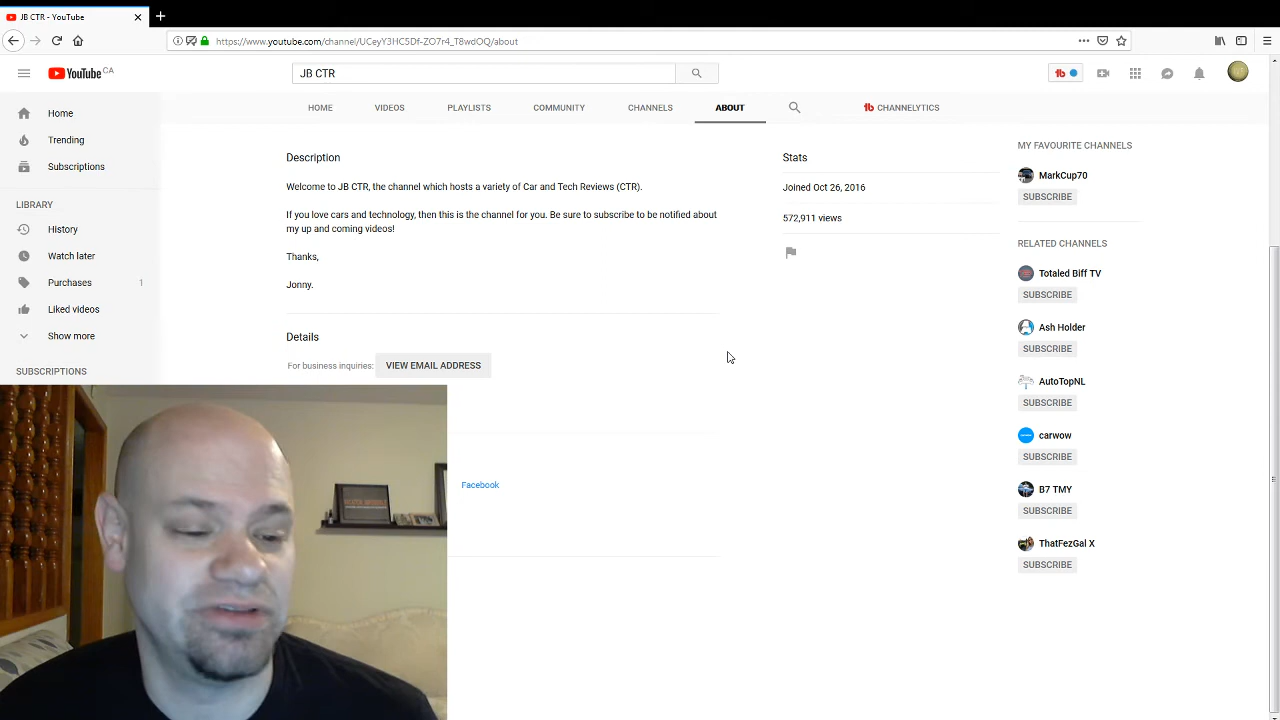 JB CTR - YouTube
https://www.youtube.com/channel/UCeyY3HC5Df-ZO7r4_T8wdOQ/about
YouTube CA
JB CTR
Home
Trending
Subscriptions
LIBRARY
History
Watch later
Purchases 1
Liked videos
Show more
SUBSCRIPTIONS
HOME VIDEOS PLAYLISTS COMMUNITY CHANNELS ABOUT tb CHANNELYTICS
Description
Welcome to JB CTR, the channel which hosts a variety of Car and Tech Reviews (CTR).
If you love cars and technology, then this is the channel for you. Be sure to subscribe to be notified about
my up and coming videos!
Thanks,
Jonny.
Details
For business inquiries: VIEW EMAIL ADDRESS
Facebook
Stats
Joined Oct 26, 2016
572,911 views
tb
MY FAVOURITE CHANNELS
MarkCup70
SUBSCRIBE
RELATED CHANNELS
Totaled Biff TV
SUBSCRIBE
Ash Holder
SUBSCRIBE
AutoTopNL
SUBSCRIBE
carwow
SUBSCRIBE
B7 TMY
SUBSCRIBE
ThatFezGal X
SUBSCRIBE